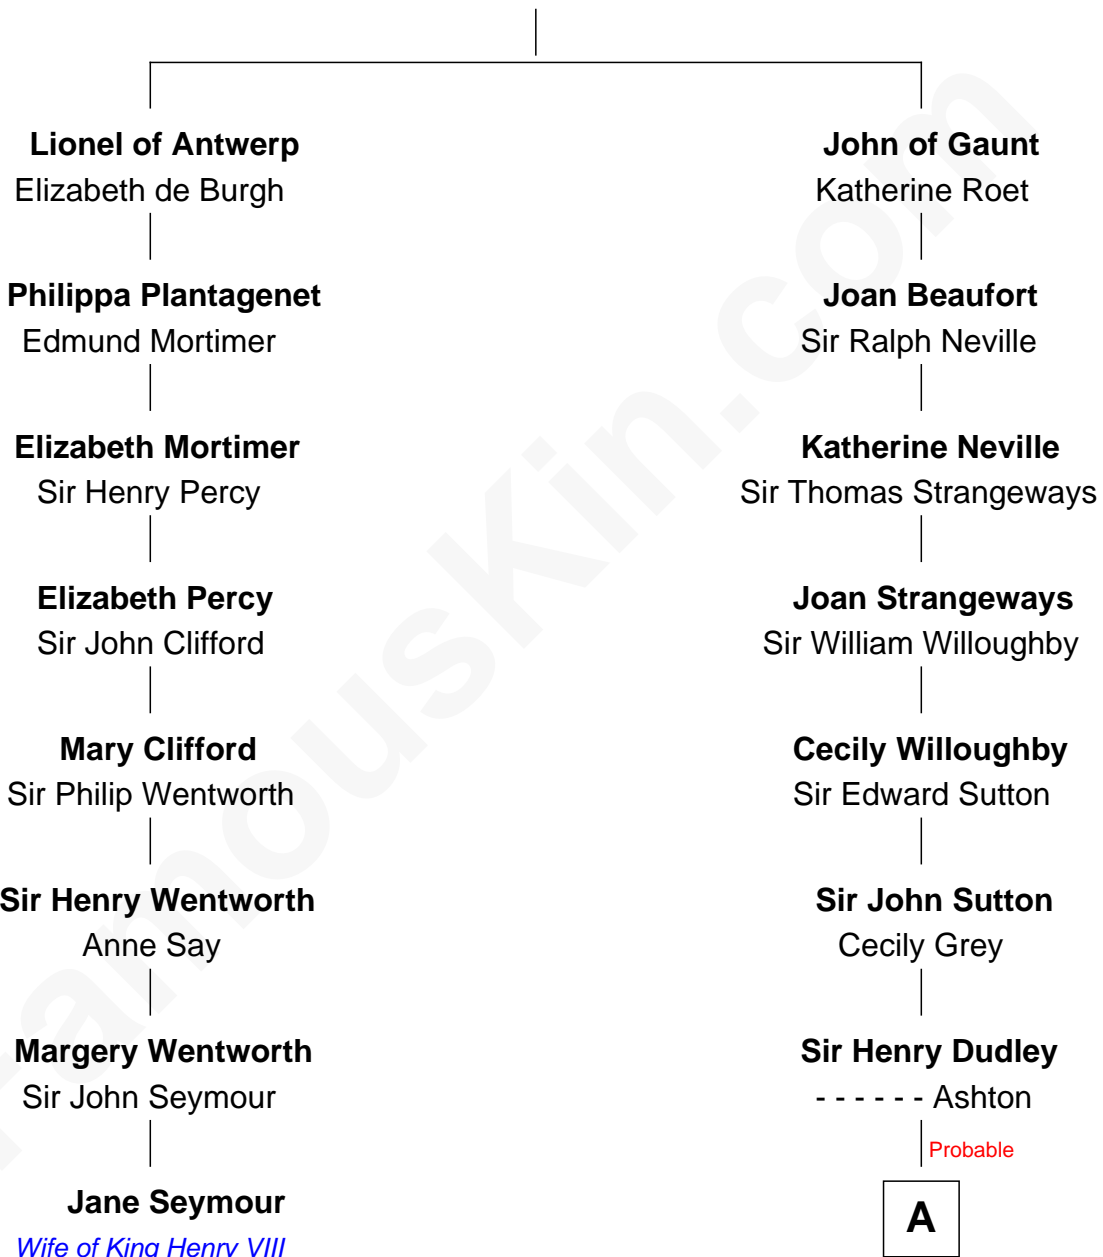 Lionel of Antwerp
Elizabeth de Burgh
Philippa Plantagenet
Edmund Mortimer
Elizabeth Mortimer
Sir Henry Percy
Elizabeth Percy
Sir John Clifford
Mary Clifford
Sir Philip Wentworth
Sir Henry Wentworth
Anne Say
Margery Wentworth
Sir John Seymour
Jane Seymour
Wife of King Henry VIII
John of Gaunt
Katherine Roet
Joan Beaufort
Sir Ralph Neville
Katherine Neville
Sir Thomas Strangeways
Joan Strangeways
Sir William Willoughby
Cecily Willoughby
Sir Edward Sutton
Sir John Sutton
Cecily Grey
Sir Henry Dudley
- - - - - - Ashton
Probable
A
FamousKin.com